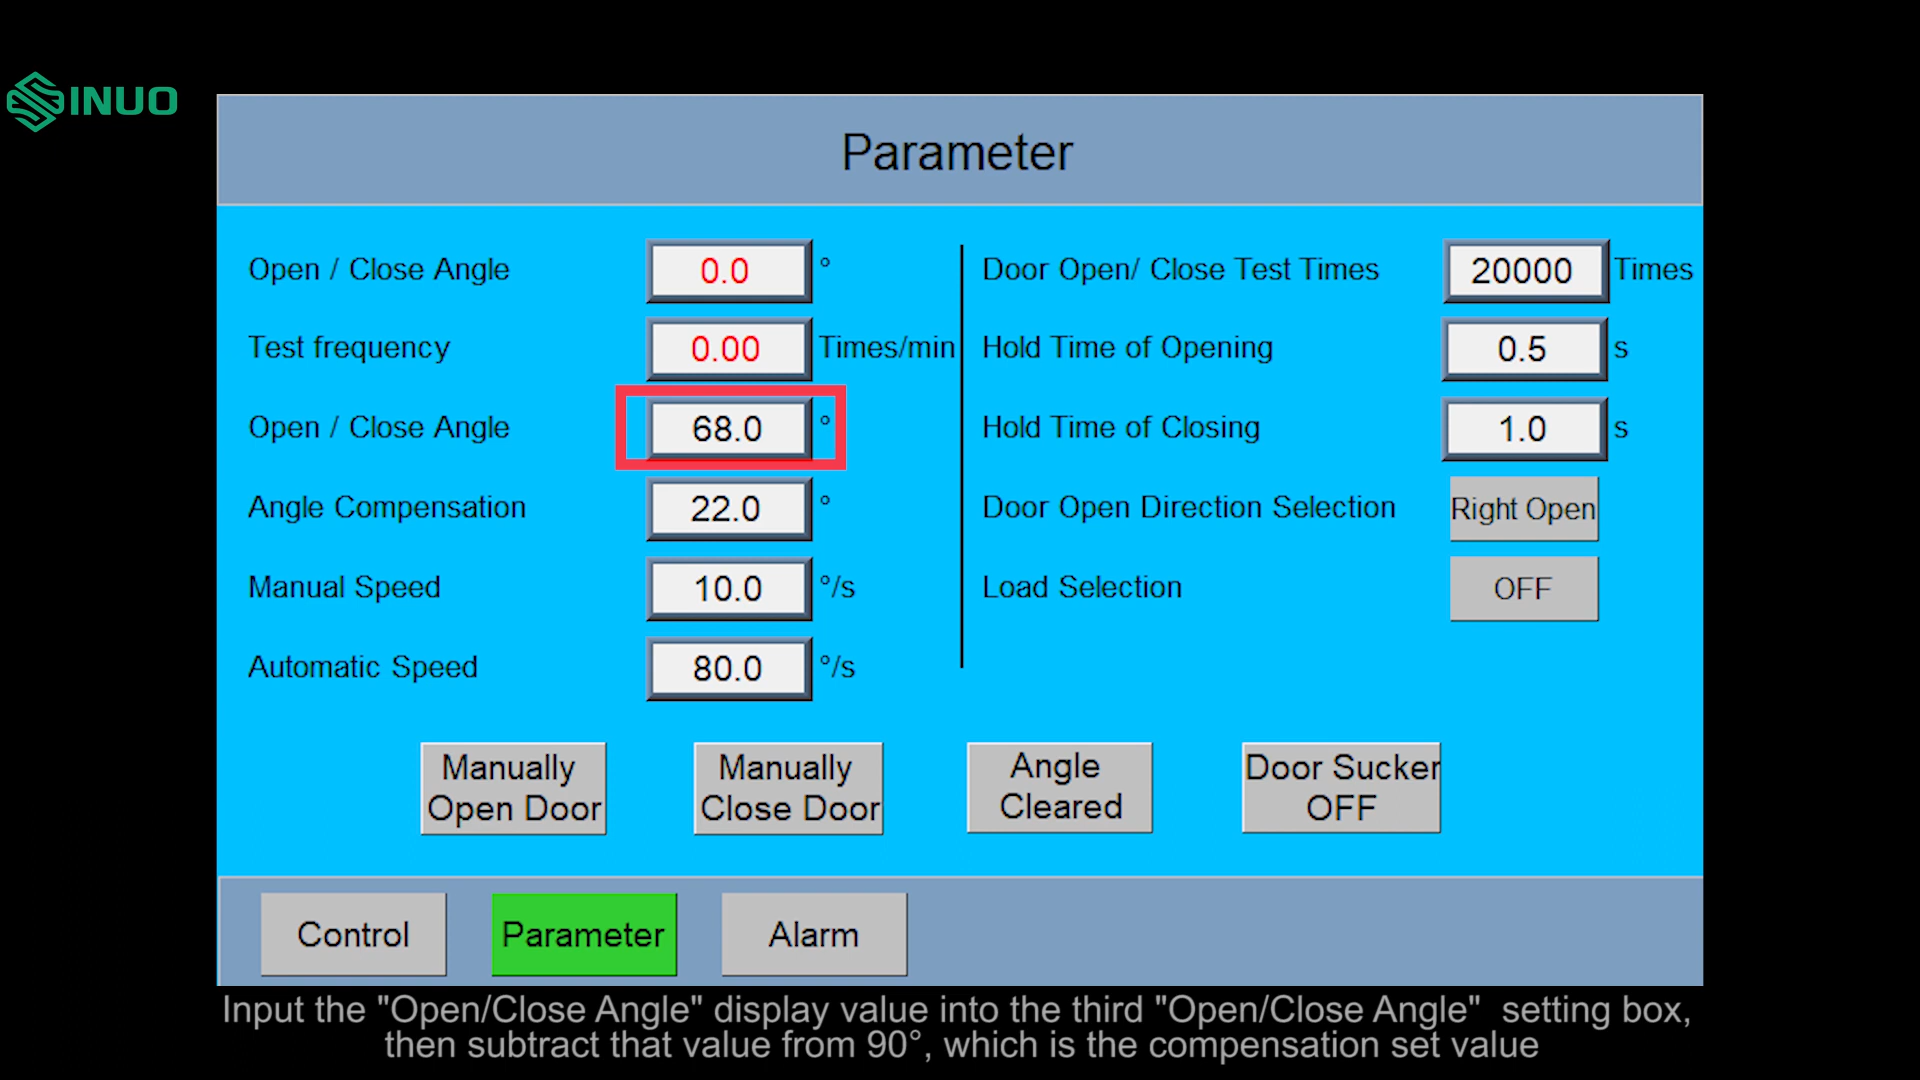 SINUO
Parameter
Open / Close Angle 0.0 °
Test frequency 0.00 Times/min
Open / Close Angle 68.0 °
Angle Compensation 22.0 °
Manual Speed 10.0 °/s
Automatic Speed 80.0 °/s
Door Open/ Close Test Times 20000 Times
Hold Time of Opening 0.5 s
Hold Time of Closing 1.0 s
Door Open Direction Selection Right Open
Load Selection OFF
Manually
Open Door
Manually
Close Door
Angle
Cleared
Door Sucker
OFF
Control
Parameter
Alarm
Input the "Open/Close Angle" display value into the third "Open/Close Angle" setting box,
then subtract that value from 90°, which is the compensation set value